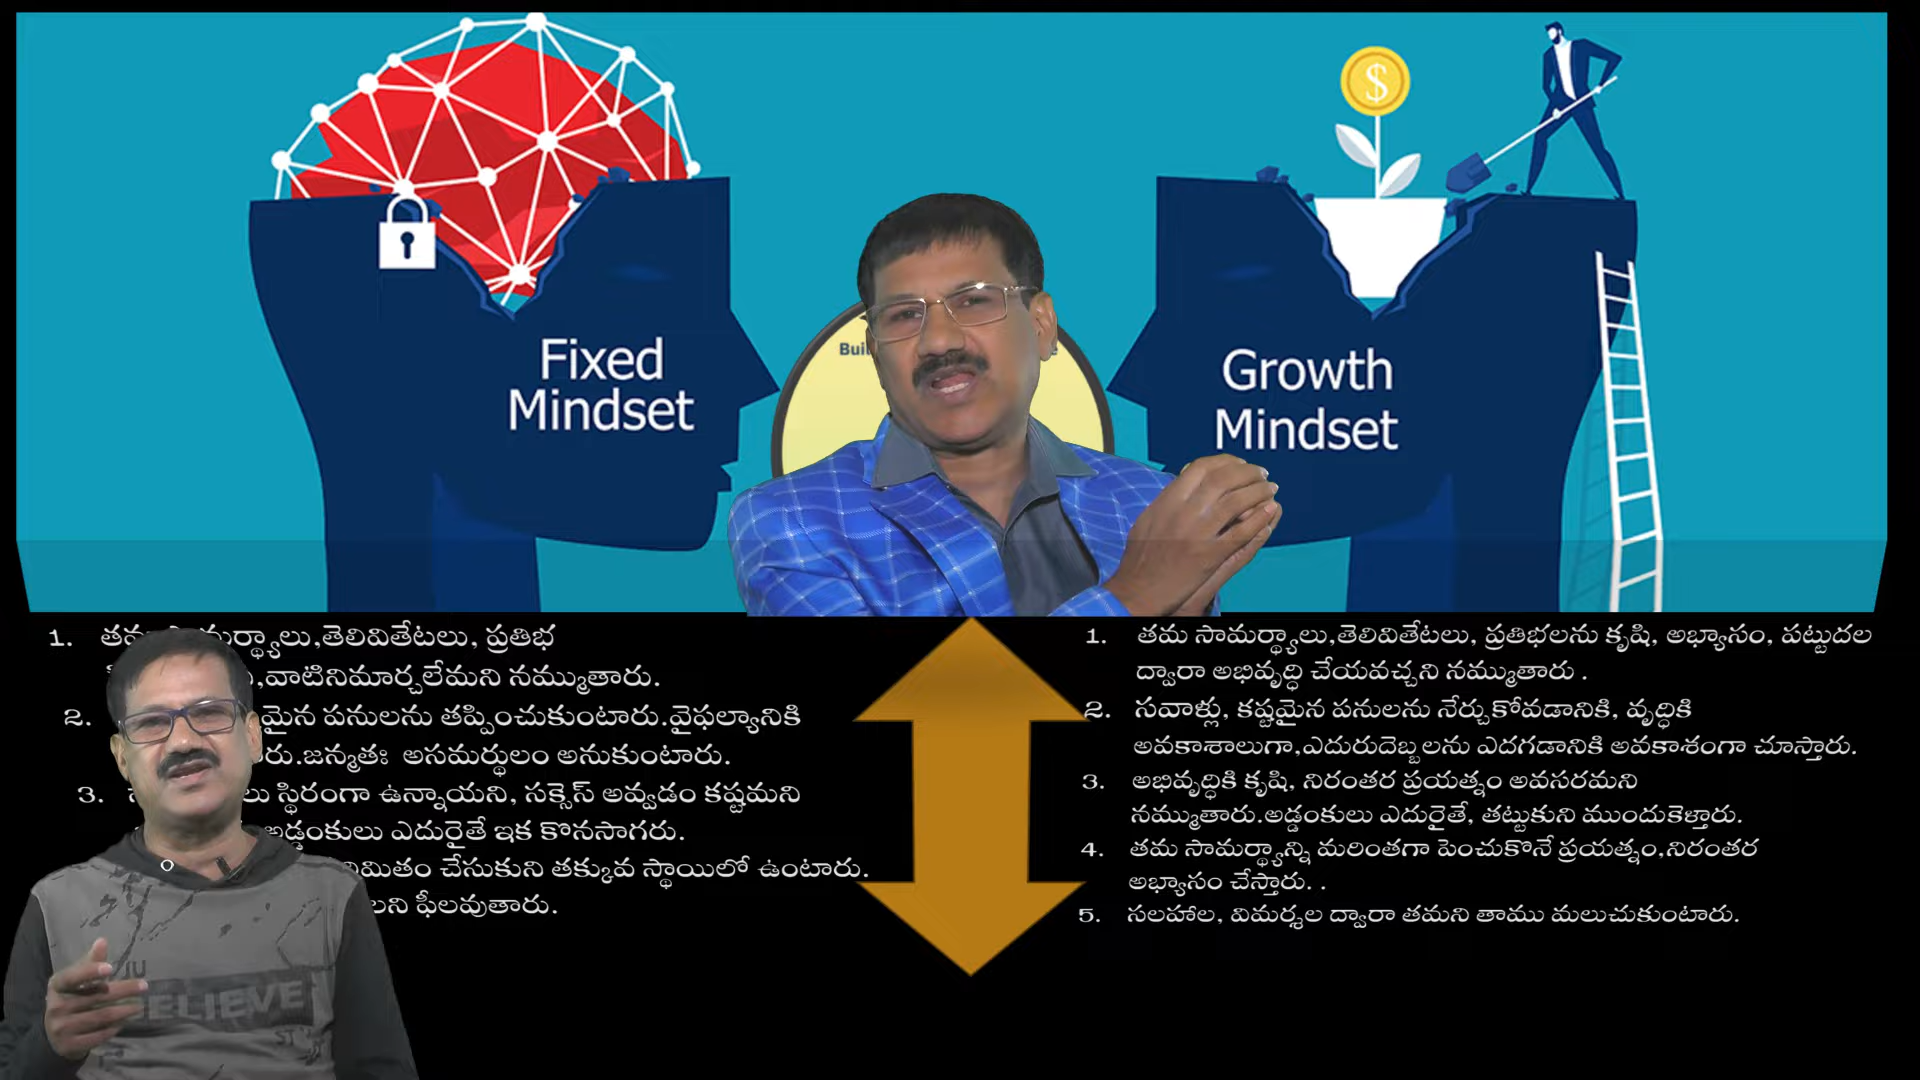 Fixed
Mindset
Growth
Mindset
1. తెలివితేటలు, ప్రతిభ
వాటినిమార్చలేమని నమ్ముతారు.
2. పనులను తప్పించుకుంటారు.వైఫల్యానికి
జన్మతః అసమర్థులం అనుకుంటారు.
3. స్థిరంగా ఉన్నాయని, సక్సెస్ అవ్వడం కష్టమని
అడ్డంకులు ఎదురైతే ఇక కొనసాగరు.
చేసుకుని తక్కువ స్థాయిలో ఉంటారు.
ఫీలవుతారు.
1. తమ సామర్థ్యాలు,తెలివితేటలు, ప్రతిభలను కృషి, అభ్యాసం, పట్టుదల
ద్వారా అభివృద్ధి చేయవచ్చని నమ్ముతారు .
2. సవాళ్లు, కష్టమైన పనులను నేర్చుకోవడానికి, వృద్ధికి
అవకాశాలుగా,ఎదురుదెబ్బలను ఎదగడానికి అవకాశంగా చూస్తారు.
3. అభివృద్ధికి కృషి, నిరంతర ప్రయత్నం అవసరమని
నమ్ముతారు.అడ్డంకులు ఎదురైతే, తట్టుకుని ముందుకెళ్తారు.
4. తమ సామర్థ్యాన్ని మరింతగా పెంచుకొనే ప్రయత్నం,నిరంతర
అభ్యాసం చేస్తారు. .
5. సలహాల, విమర్శల ద్వారా తమని తాము మలుచుకుంటారు.
BELIEVE